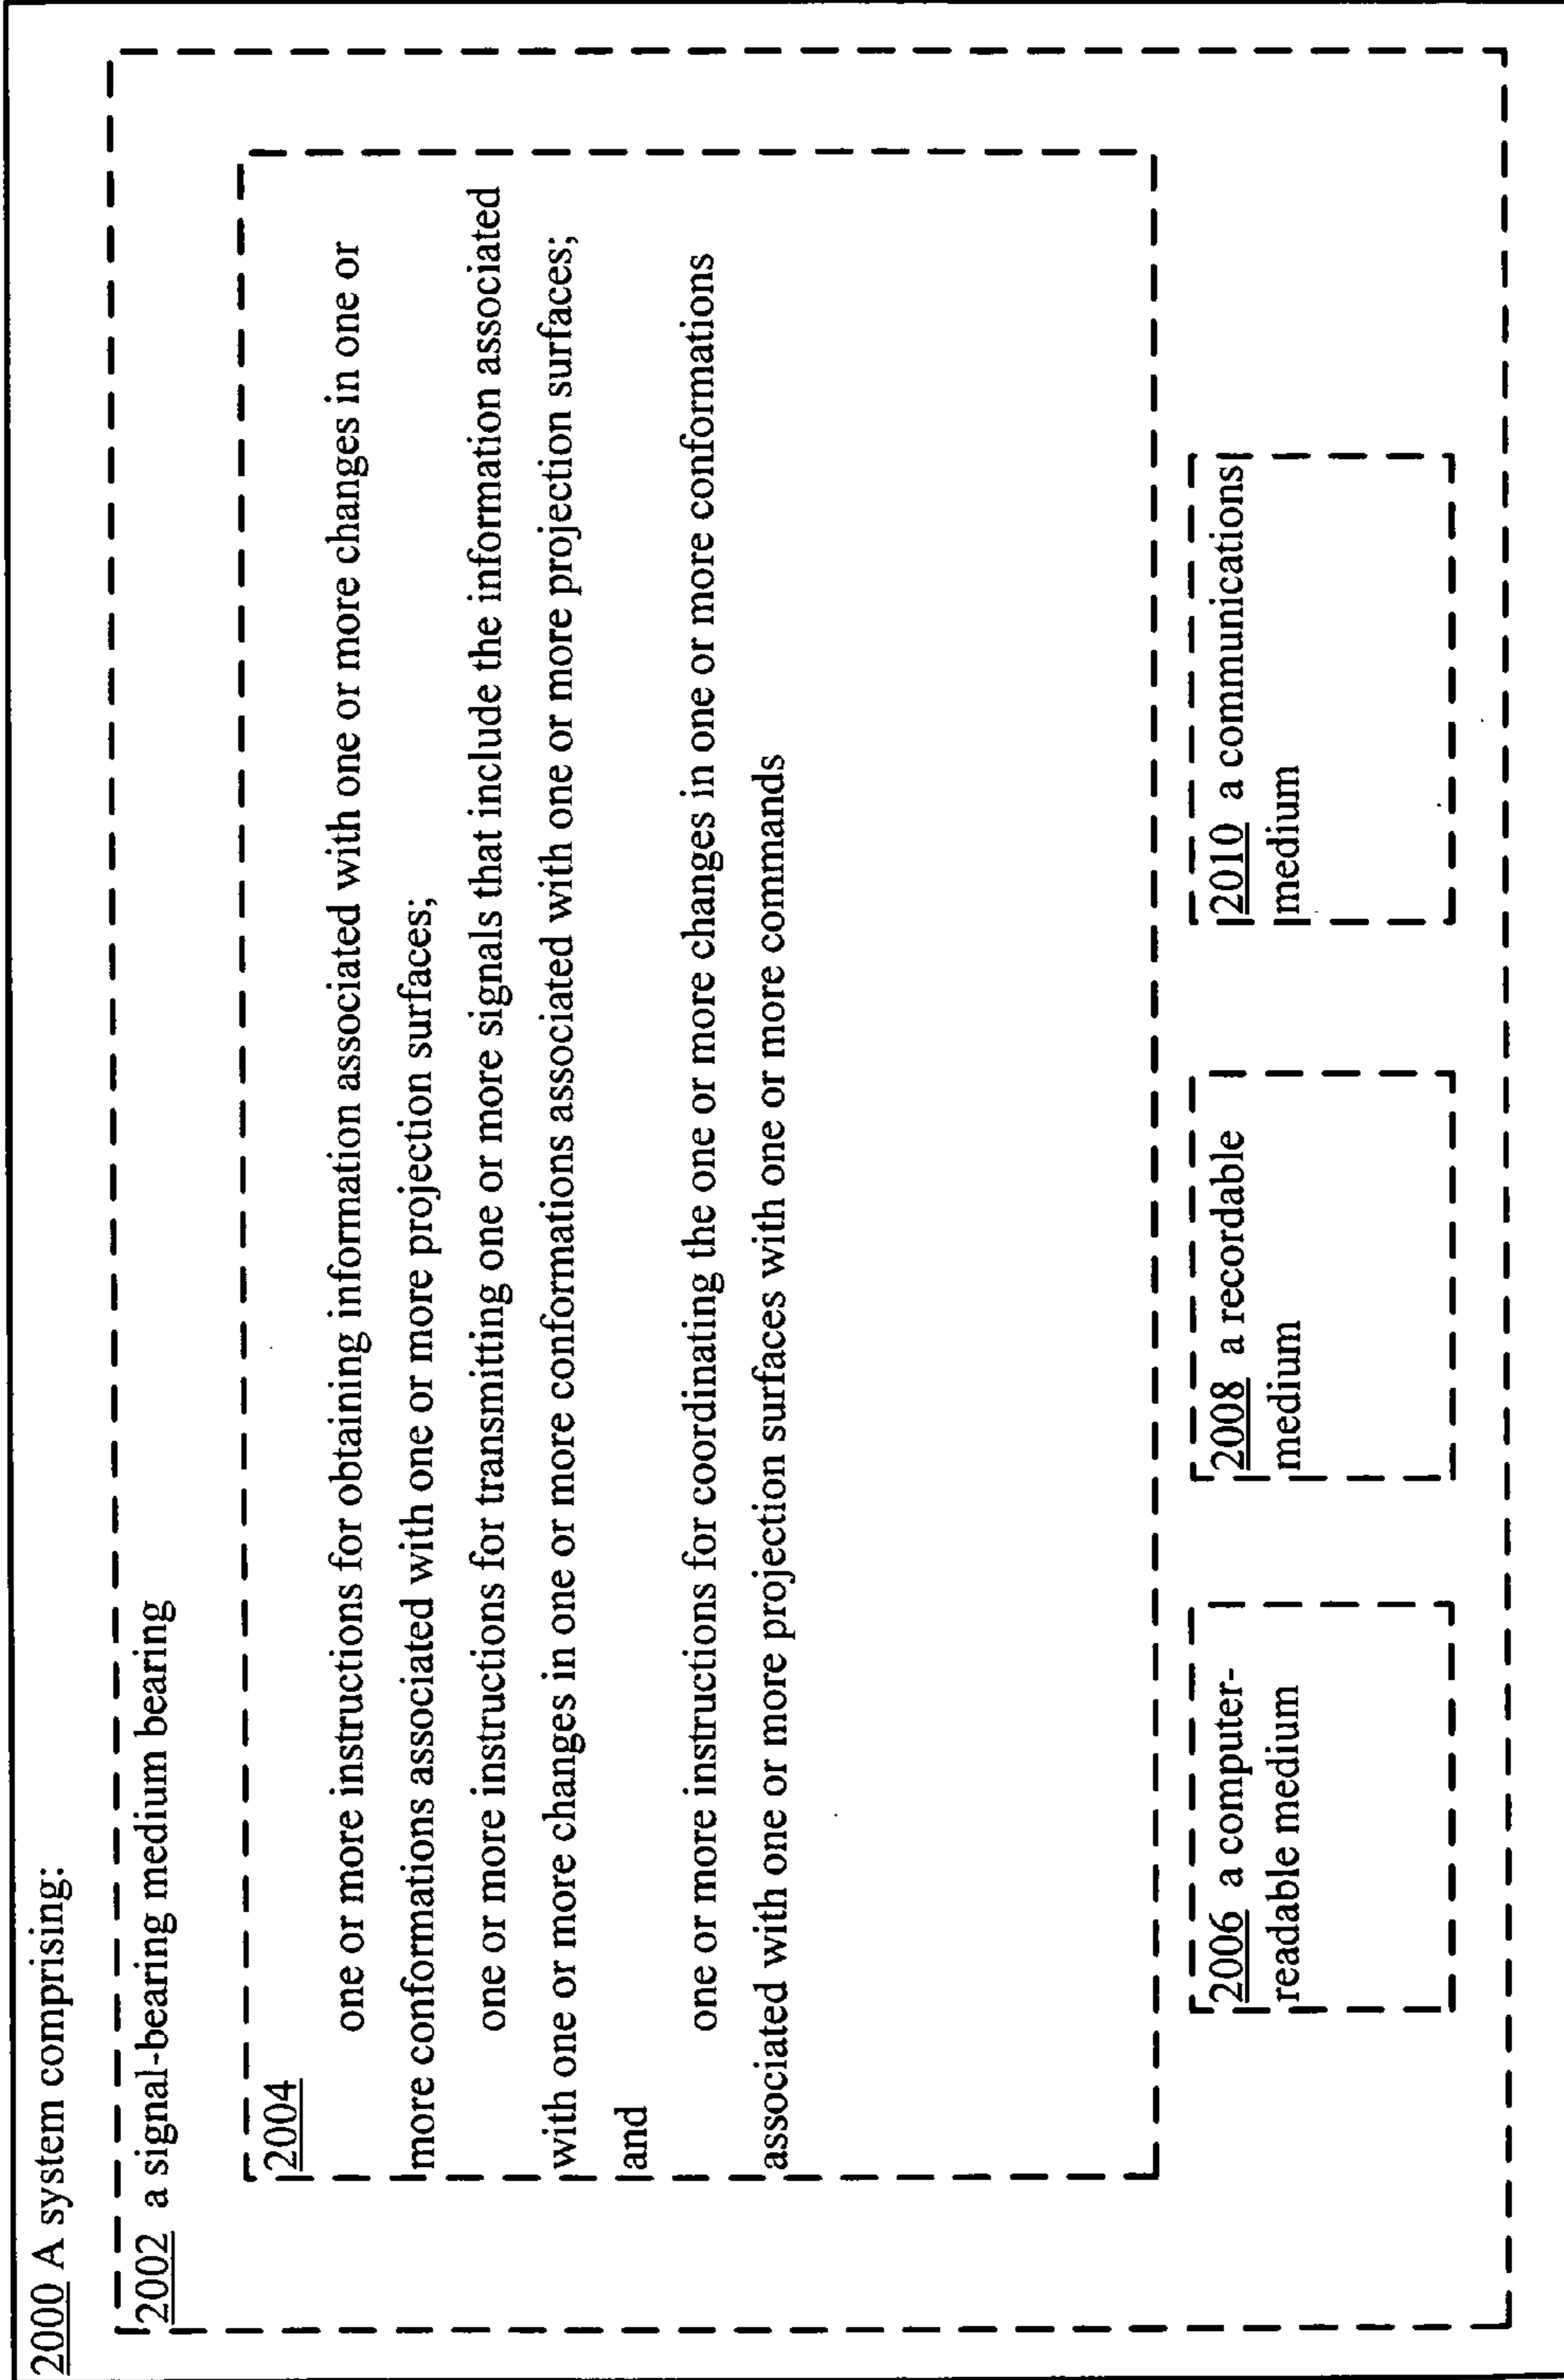 2000 A system comprising:
2002 a signal-bearing medium bearing
2004
one or more instructions for obtaining information associated with one or more changes in one or
more conformations associated with one or more projection surfaces;
one or more instructions for transmitting one or more signals that include the information associated
with one or more changes in one or more conformations associated with one or more projection surfaces;
and
one or more instructions for coordinating the one or more changes in one or more conformations
associated with one or more projection surfaces with one or more commands
2006 a computer-
readable medium
2008 a recordable
medium
2010 a communications
medium